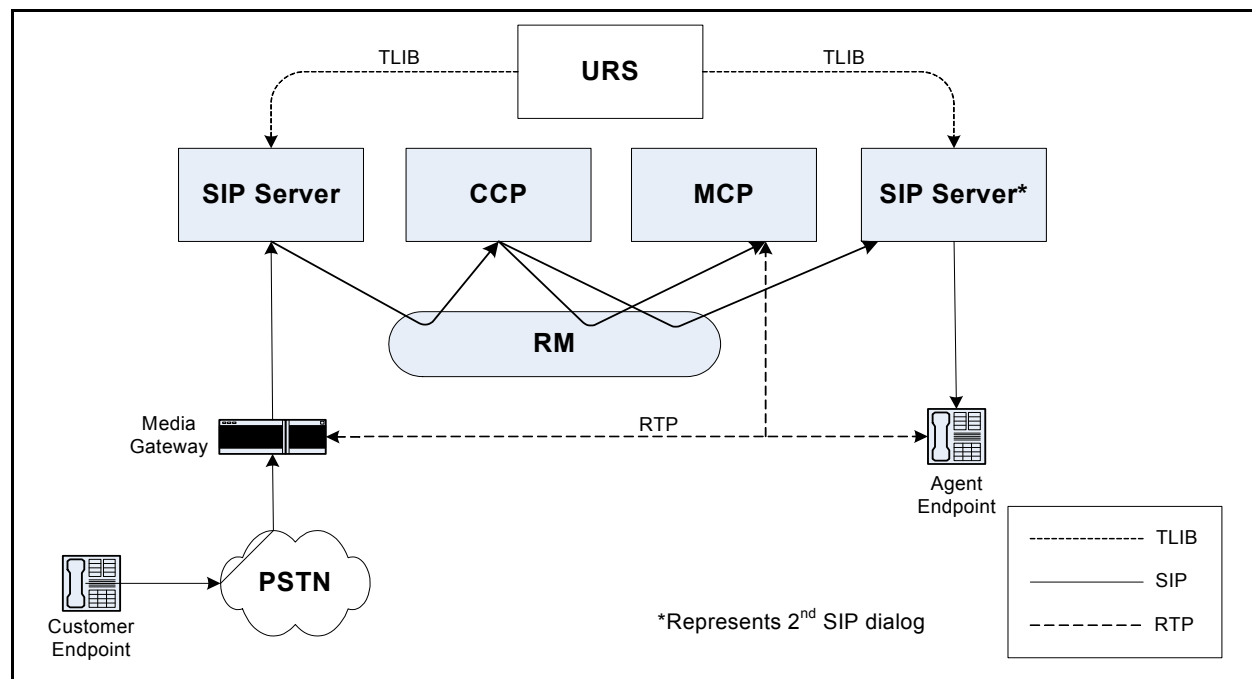 URS
TLIB
TLIB
SIP Server
CCP
MCP
SIP Server*
RM
Media
Gateway
RTP
Agent
Endpoint
PSTN
Customer
Endpoint
*Represents 2nd SIP dialog
TLIB
SIP
RTP